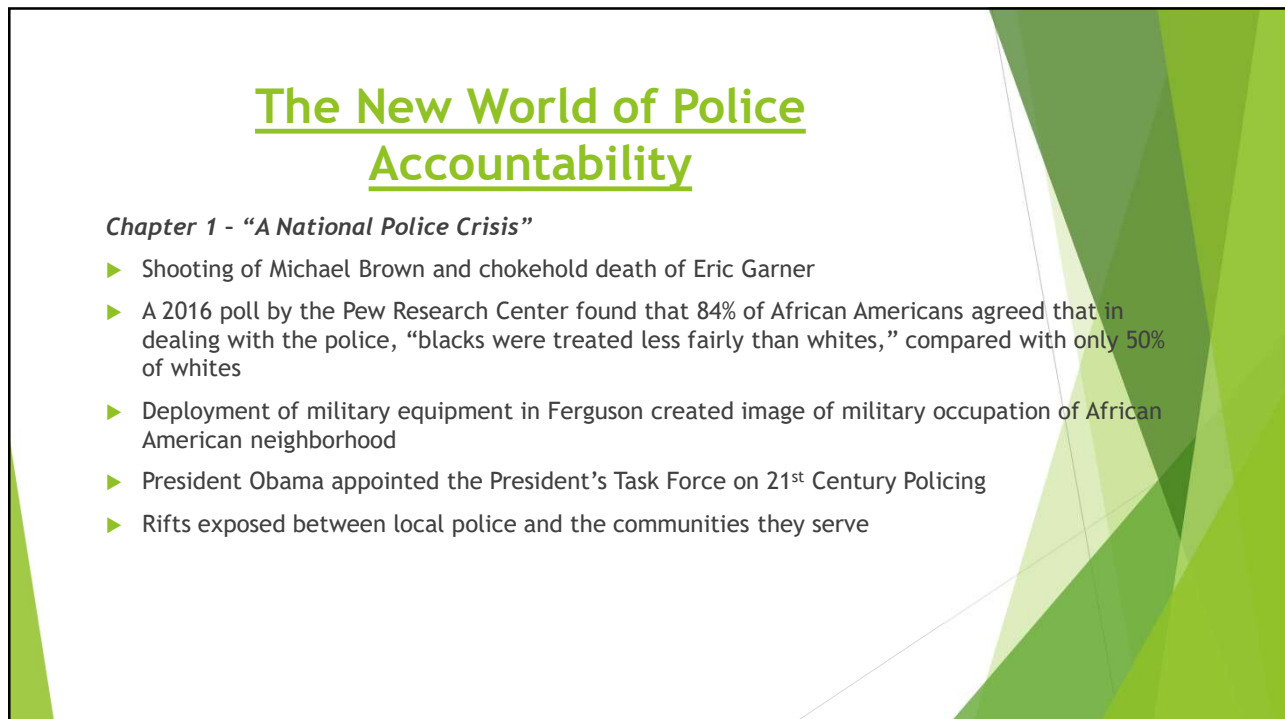 The New World of Police
Accountability
Chapter 1 – “A National Police Crisis”
Shooting of Michael Brown and chokehold death of Eric Garner
A 2016 poll by the Pew Research Center found that 84% of African Americans agreed that in
dealing with the police, “blacks were treated less fairly than whites,” compared with only 50%
of whites
Deployment of military equipment in Ferguson created image of military occupation of African
American neighborhood
President Obama appointed the President’s Task Force on 21st Century Policing
Rifts exposed between local police and the communities they serve